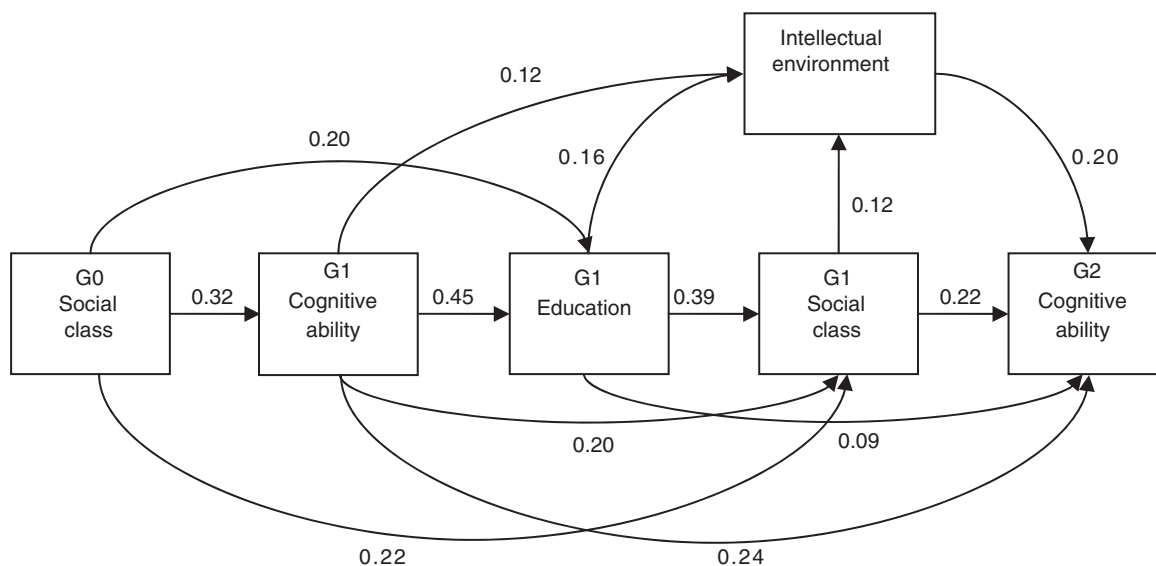 Intellectual
environment
0.12
0.20
0.16
0.20
0.12
G0
Social
class
0.32
G1
Cognitive
ability
0.45
G1
Education
0.39
G1
Social
class
0.22
G2
Cognitive
ability
0.20
0.09
0.22
0.24